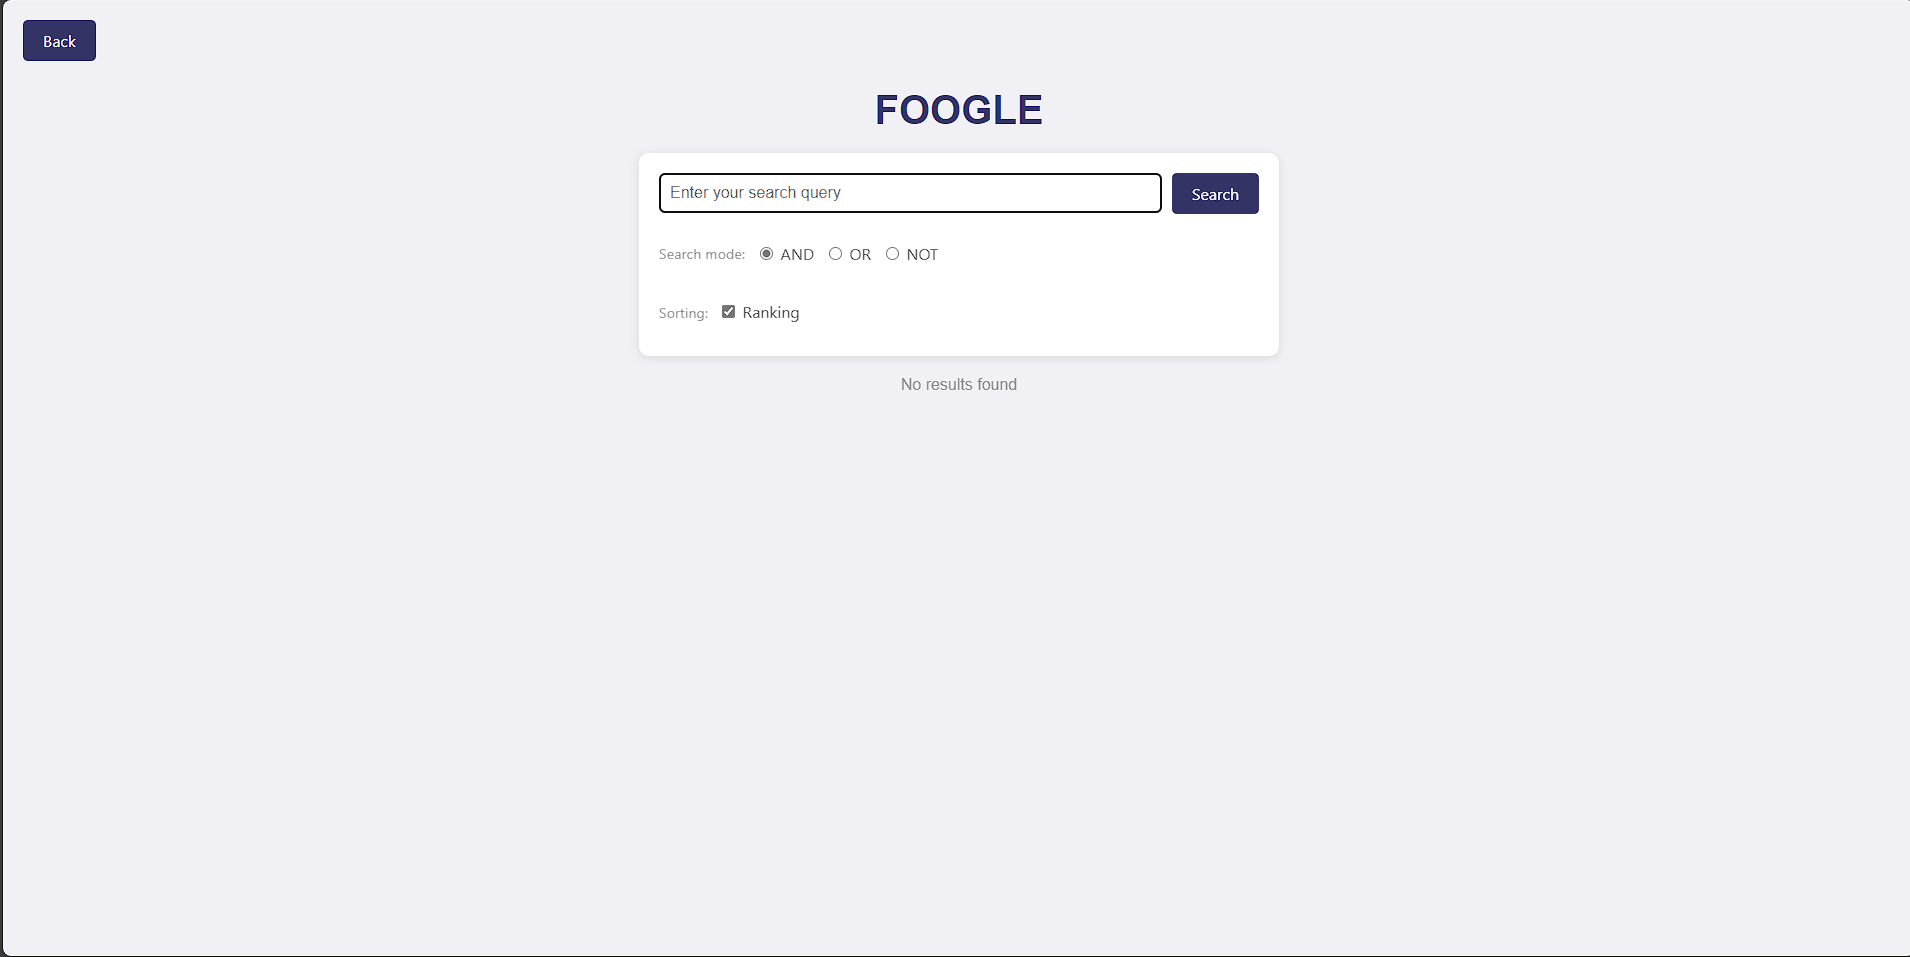 Back
FOOGLE
Enter your search query
Search
Search mode: AND OR NOT
Sorting: Ranking
No results found